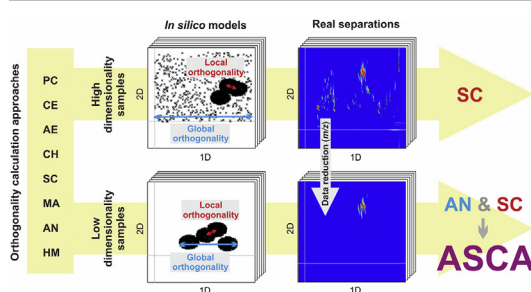 In silico models
Real separations
Orthogonality calculation approaches
PC
CE
AE
CH
SC
MA
AN
HM
High
dimensionality
samples
2D
Local
orthogonality
Global
orthogonality
1D
2D
1D
SC
Data reduction (m/z)
Low
dimensionality
samples
2D
Local
orthogonality
Global
orthogonality
1D
2D
1D
AN & SC
ASCA